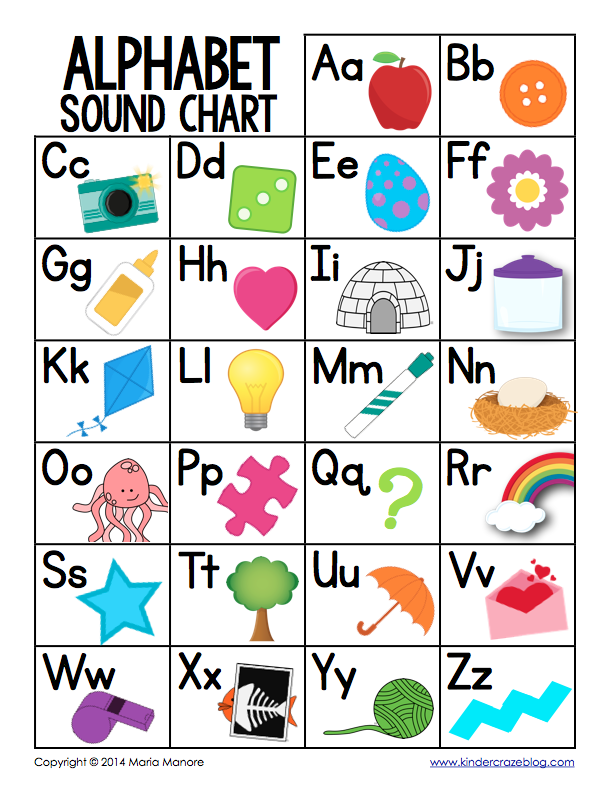 ALPHABET
SOUND CHART
Aa Bb
Cc Dd Ee Ff
Gg Hh Ii Jj
Kk Ll Mm Nn
Oo Pp Qq Rr
?
Ss Tt Uu Vv
Ww Xx Yy Zz
Copyright © 2014 Maria Manore www.kindercrazeblog.com